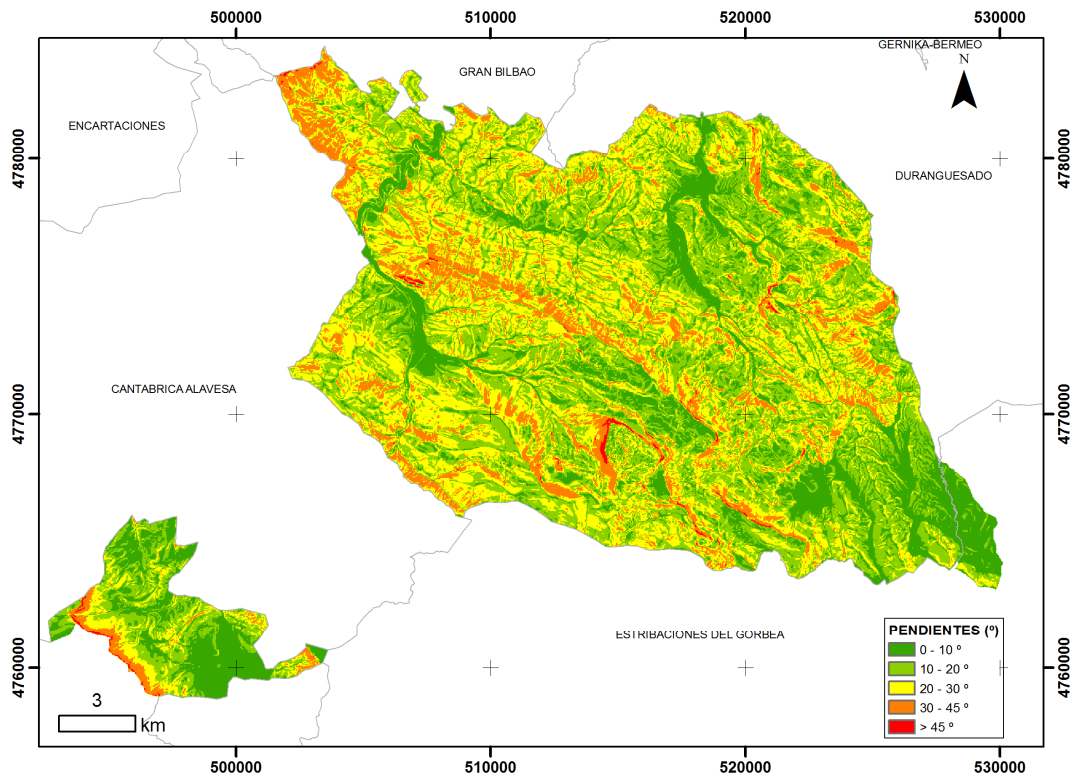 500000
510000
520000
530000
GERNIKA-BERMEO
N
GRAN BILBAO
ENCARTACIONES
4780000
4780000
DURANGUESADO
CANTABRICA ALAVESA
4770000
4770000
ESTRIBACIONES DEL GORBEA
4760000
4760000
PENDIENTES (º)
0 - 10 º
10 - 20 º
20 - 30 º
30 - 45 º
> 45 º
3
km
500000
510000
520000
530000